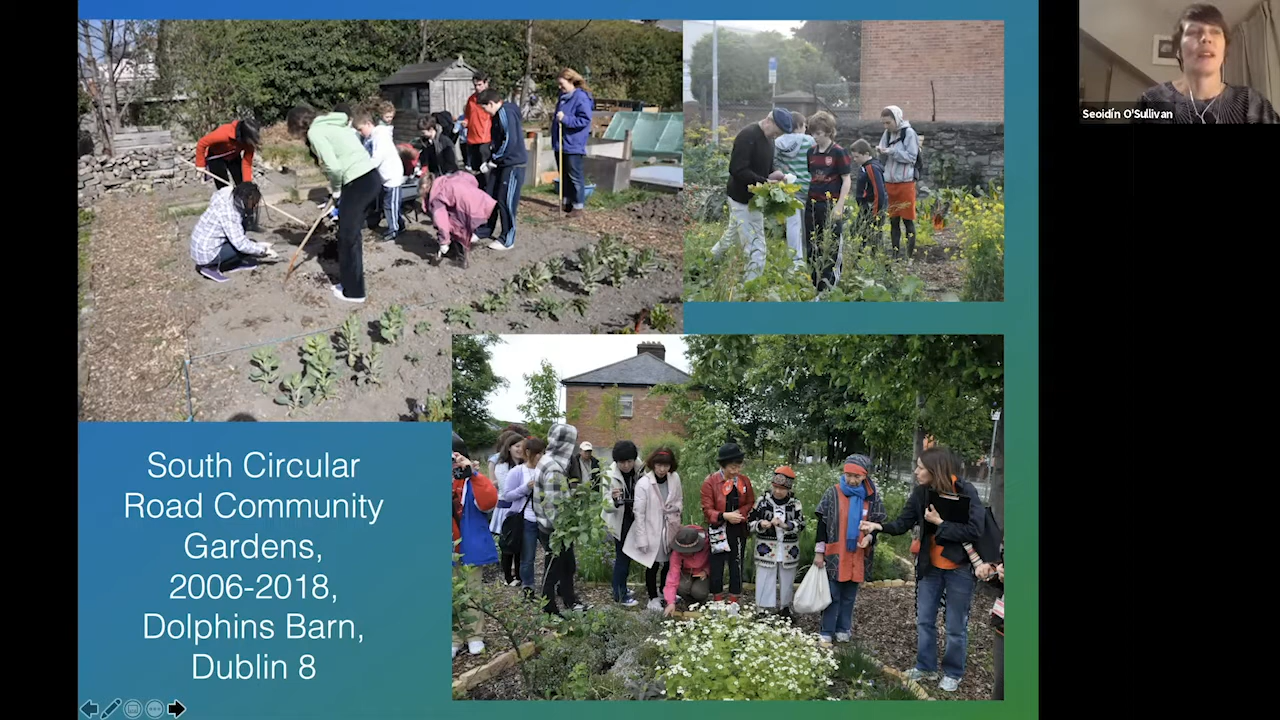 Seoidín O'Sullivan
South Circular
Road Community
Gardens,
2006-2018,
Dolphins Barn,
Dublin 8